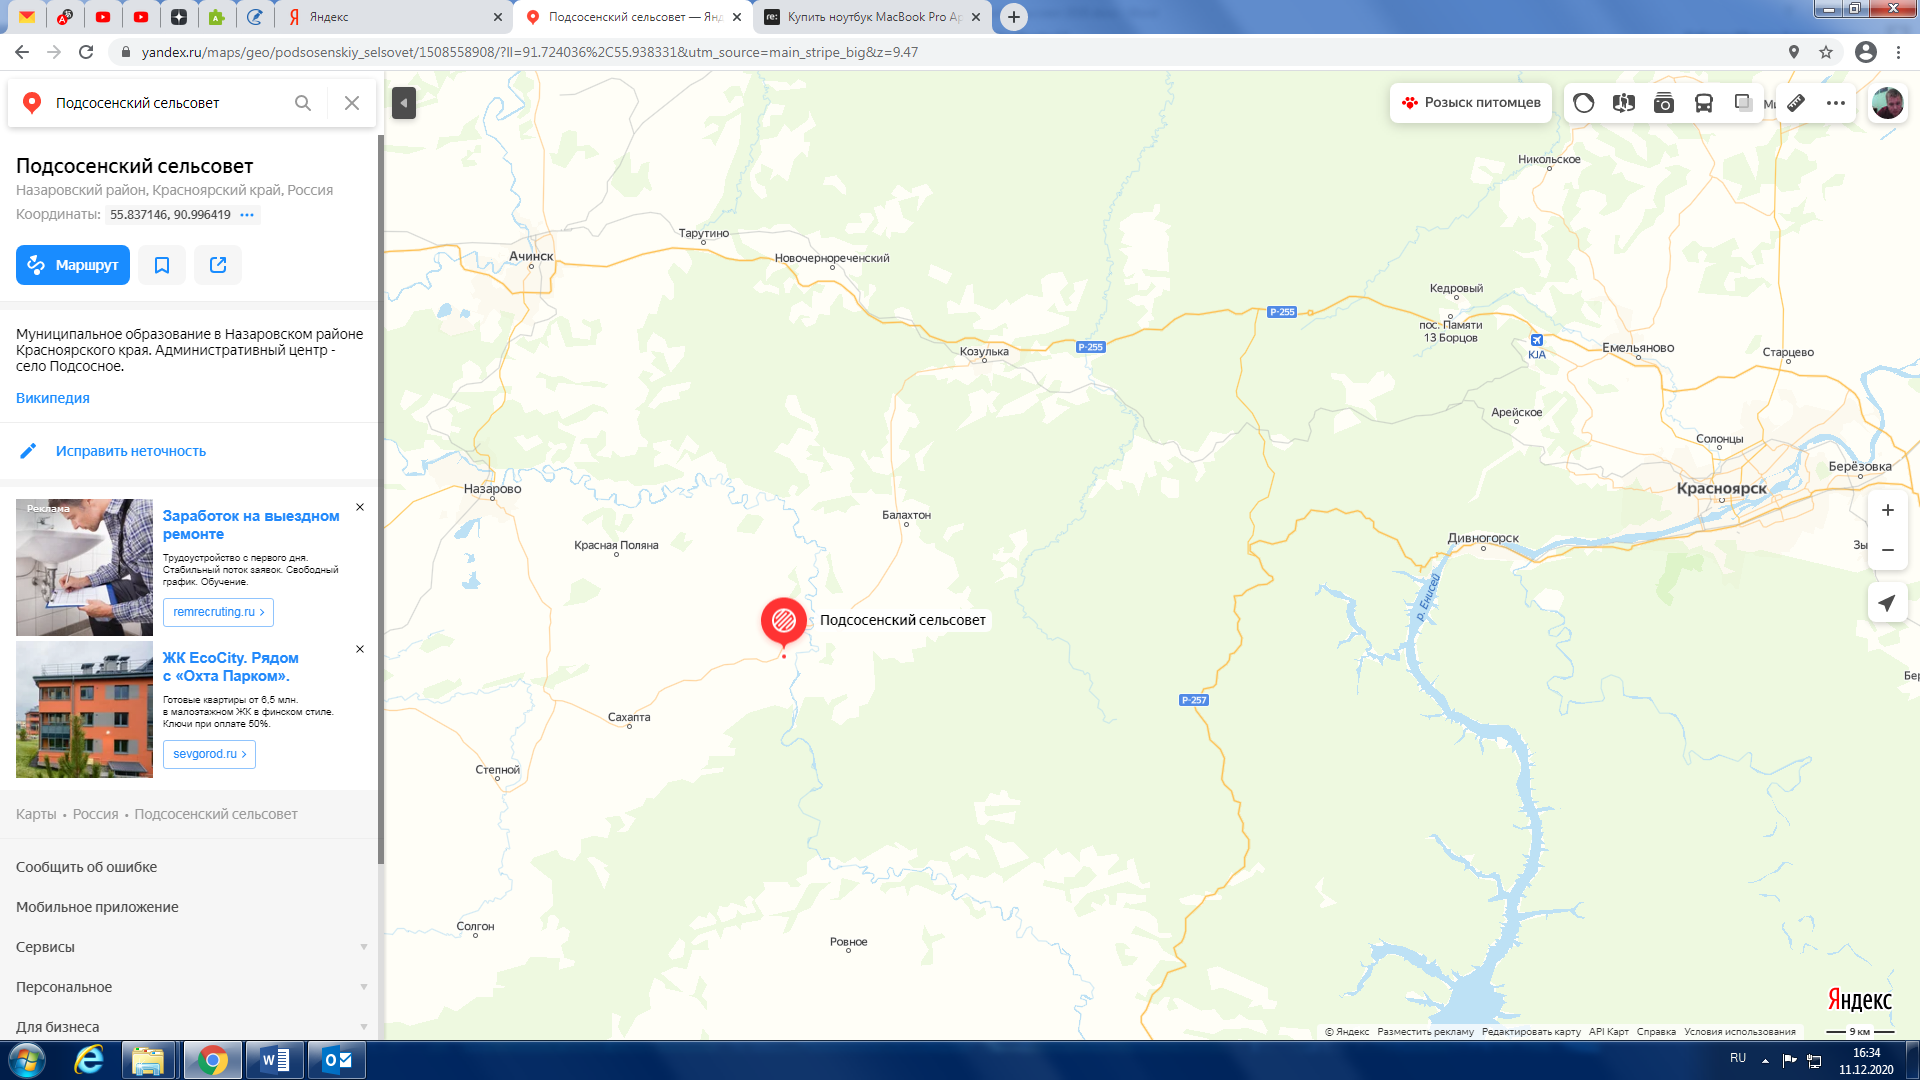 Яндекс
Подсосенский сельсовет — Янд
Купить ноутбук MacBook Pro Ap
yandex.ru/maps/geo/podsosenskiy_selsovet/1508558908/?ll=91.724036%2C55.938331&utm_source=main_stripe_big&z=9.47
Подсосенский сельсовет
Подсосенский сельсовет
Назаровский район, Красноярский край, Россия
Координаты: 55.837146, 90.996419
Маршрут
Муниципальное образование в Назаровском районе
Красноярского края. Административный центр -
село Подсосное.
Википедия
Исправить неточность
Реклама
Заработок на выездном
ремонте
Трудоустройство с первого дня.
Стабильный поток заявок. Свободный
график. Обучение.
remrecruting.ru
ЖК EcoCity. Рядом
с «Охта Парком».
Готовые квартиры от 6,5 млн.
в малоэтажном ЖК в финском стиле.
Ключи при оплате 50%.
sevgorod.ru
Карты • Россия • Подсосенский сельсовет
Сообщить об ошибке
Мобильное приложение
Сервисы
Персональное
Для бизнеса
Розыск питомцев
Никольское
Тарутино
Ачинск
Новочернореченский
Кедровый
Р-255
пос. Памяти
13 Борцов
Р-255
Козулька
KJA
Емельяново
Старцево
Арейское
Солонцы
Берёзовка
Назарово
Красноярск
Балахтон
Красная Поляна
Дивногорск
Зы
р. Енисей
Подсосенский сельсовет
Бер
Р-257
Сахапта
Степной
Солгон
Ровное
Яндекс
© Яндекс Разместить рекламу Редактировать карту API Карт Справка Условия использования
9 км
RU
16:34
11.12.2020